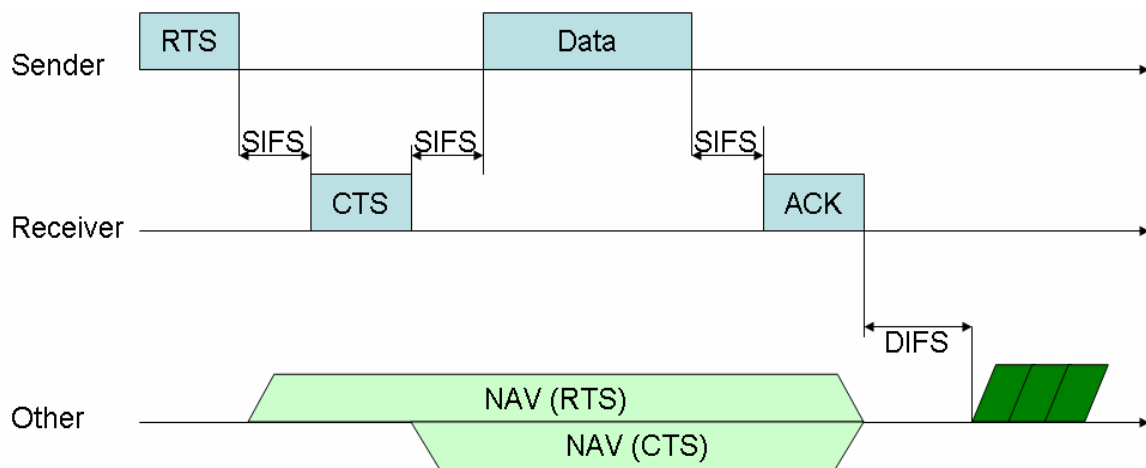 RTS
Data
Sender
SIFS
SIFS
SIFS
CTS
ACK
Receiver
DIFS
NAV (RTS)
Other
NAV (CTS)